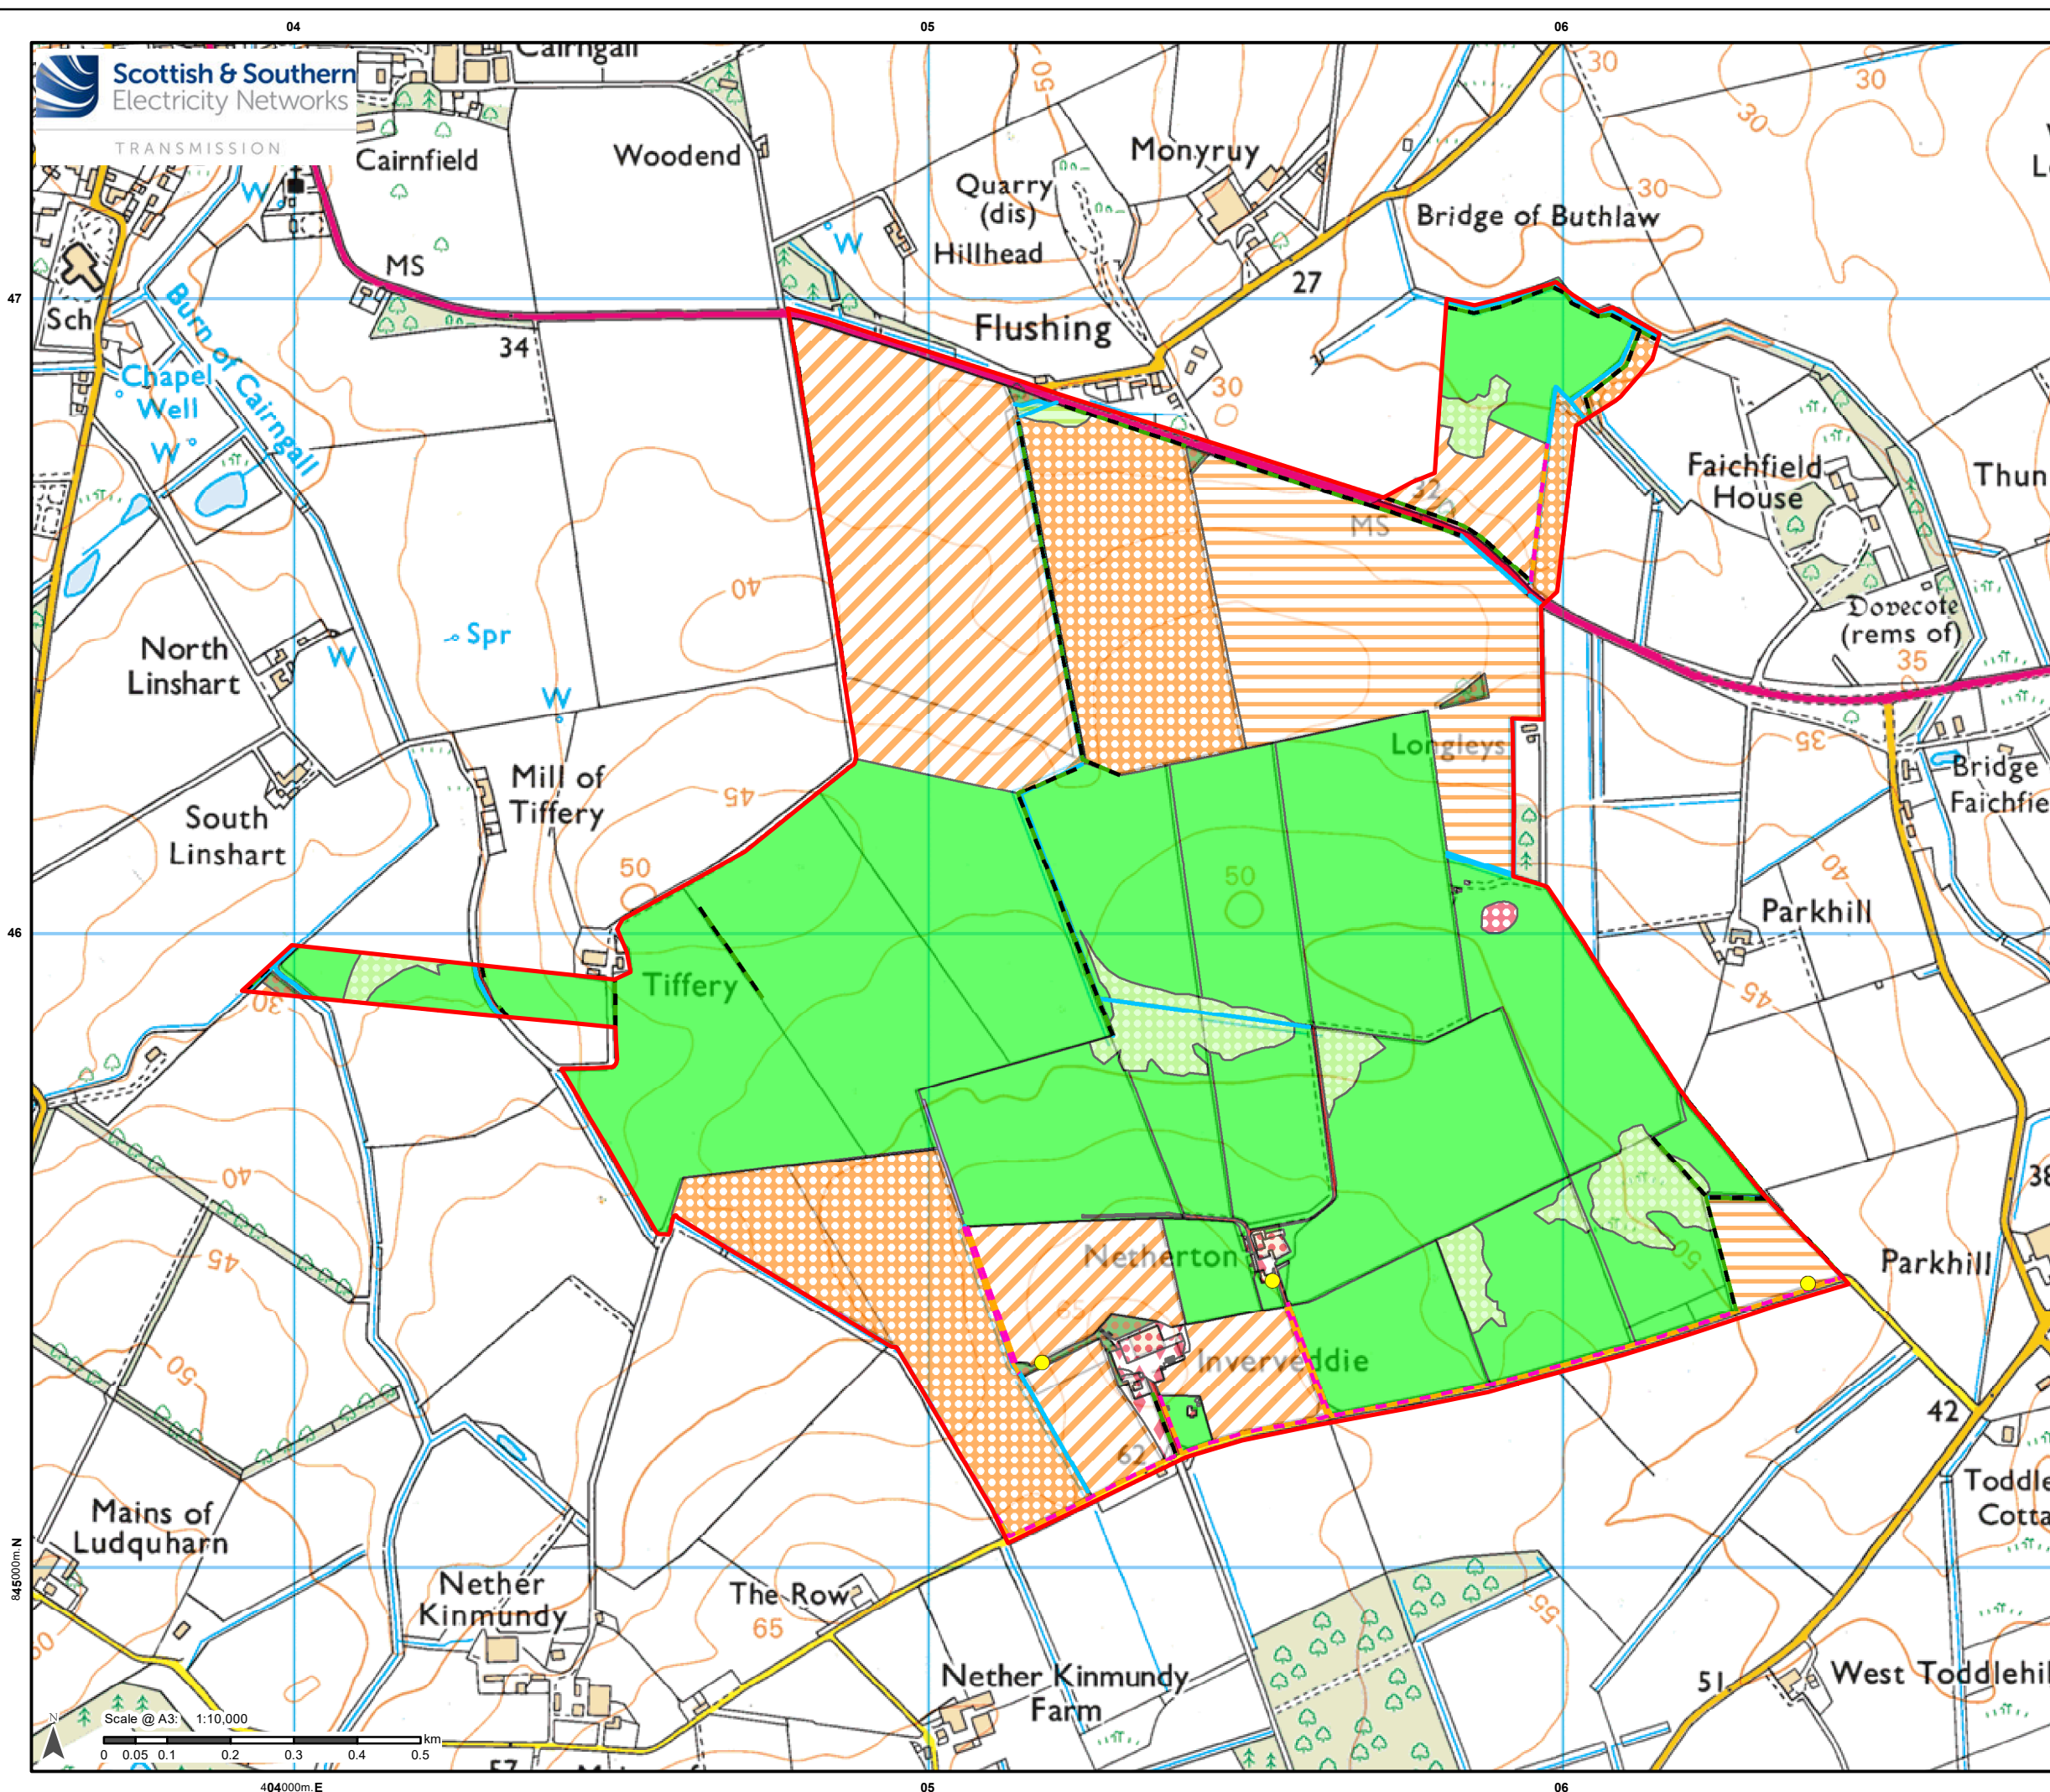 04
05
06
Cairngall
Scottish & Southern
Electricity Networks
TRANSMISSION
Cairnfield
Woodend
50
30
30
30
30
W
W
Quarry
(dis)
Monyruy
Bridge of Buthlaw
Hillhead
27
MS
47
Sch
34
Flushing
30
Burn of Cairngall
Chapel
Well
W
Faichfield
House
Thun
32
MS
40
Dovecote
(rems of)
35
North
Linshart
W
Spr
W
35
Longleys
Mill of
Tiffery
45
Bridge
Faichfie
South
Linshart
50
50
40
Parkhill
46
Tiffery
30
45
38
40
45
Netherton
50
Parkhill
65
50
Inverveddie
62
42
Mains of
Ludquharn
Toddle
Cotta
Nether
Kinmundy
The Row
65
55
60
Nether Kinmundy
Farm
51
West Toddlehil
845000m.N
N
Scale @ A3: 1:10,000
km
0 0.05 0.1 0.2 0.3 0.4 0.5
57
404000m.E
05
06